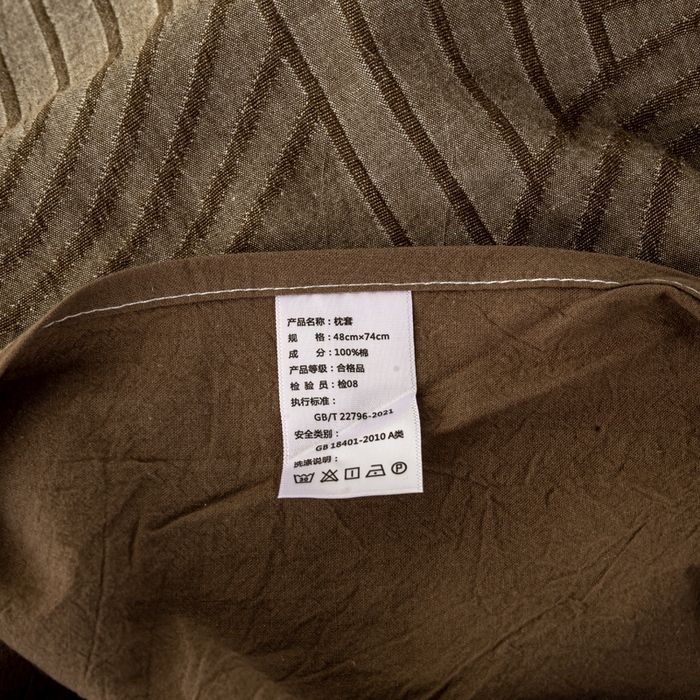 产品名称：枕套
规 格：48cm×74cm
成 分：100%棉
产品等级：合格品
检 验 员：检08
执行标准：
GB/T 22796-2021
安全类别：
GB 18401-2010 A类
洗涤说明：